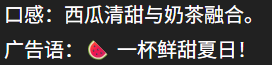 口感：西瓜清甜与奶茶融合。
广告语：🍉 一杯鲜甜夏日！